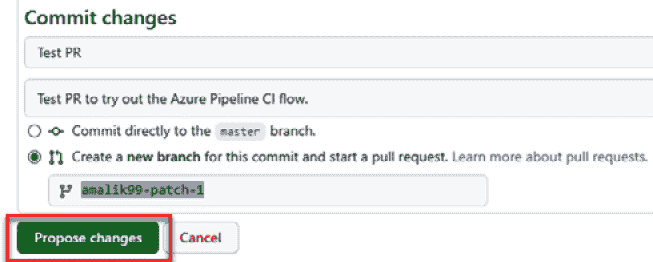 Commit changes
Test PR
Test PR to try out the Azure Pipeline CI flow.
Commit directly to the master branch.
Create a new branch for this commit and start a pull request. Learn more about pull requests.
amalik99-patch-1
Propose changes Cancel